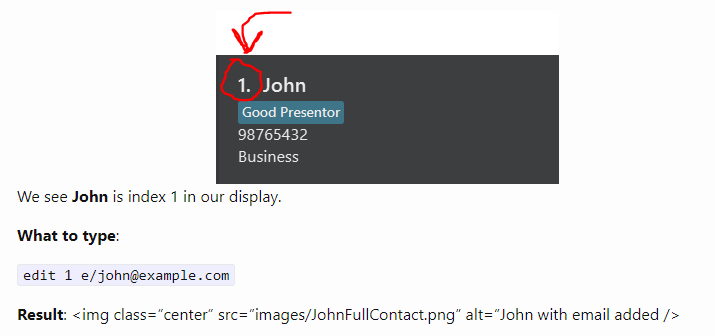 1. John
Good Presentor
98765432
Business
We see John is index 1 in our display.
What to type:
edit 1 e/john@example.com
Result: <img class=”center” src=”images/JohnFullContact.png” alt=”John with email added />